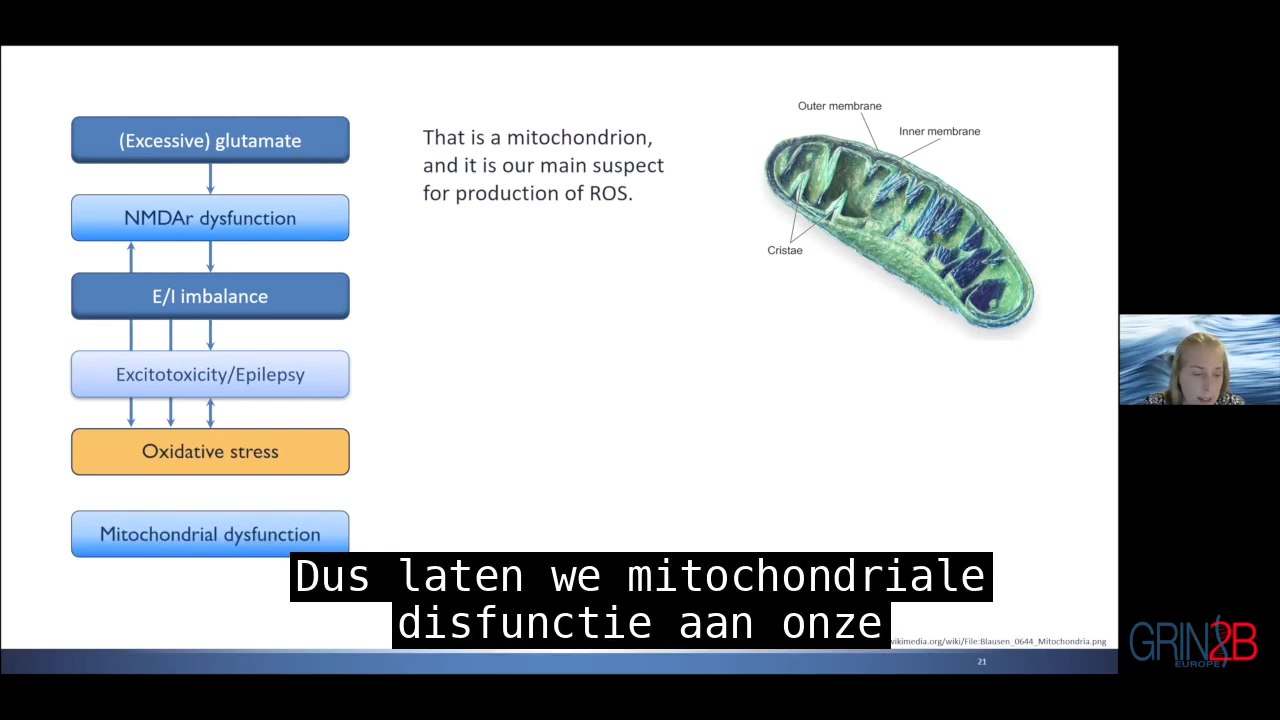 (Excessive) glutamate
NMDAr dysfunction
E/I imbalance
Excitotoxicity/Epilepsy
Oxidative stress
Mitochondrial dysfunction
That is a mitochondrion,
and it is our main suspect
for production of ROS.
Outer membrane
Inner membrane
Cristae
Dus laten we mitochondriale
disfunctie aan onze
wikimedia.org/wiki/File:Blausen_0644_Mitochondria.png
21
GRIN2B
EUROPE